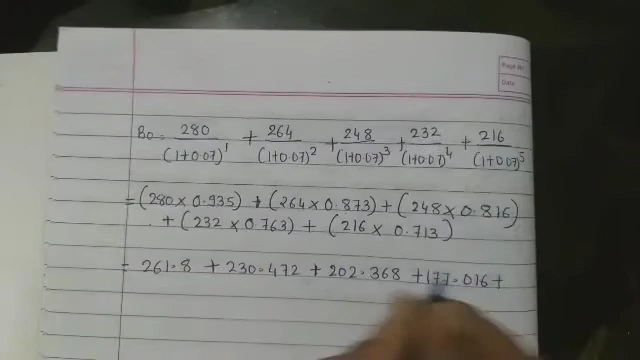 Page No:
Date
B0 = 280/(1+0.07)^1 + 264/(1+0.07)^2 + 248/(1+0.07)^3 + 232/(1+0.07)^4 + 216/(1+0.07)^5
= (280 x 0.935) + (264 x 0.873) + (248 x 0.816)
+ (232 x 0.763) + (216 x 0.713)
= 261.8 + 230.472 + 202.368 + 177.016 +